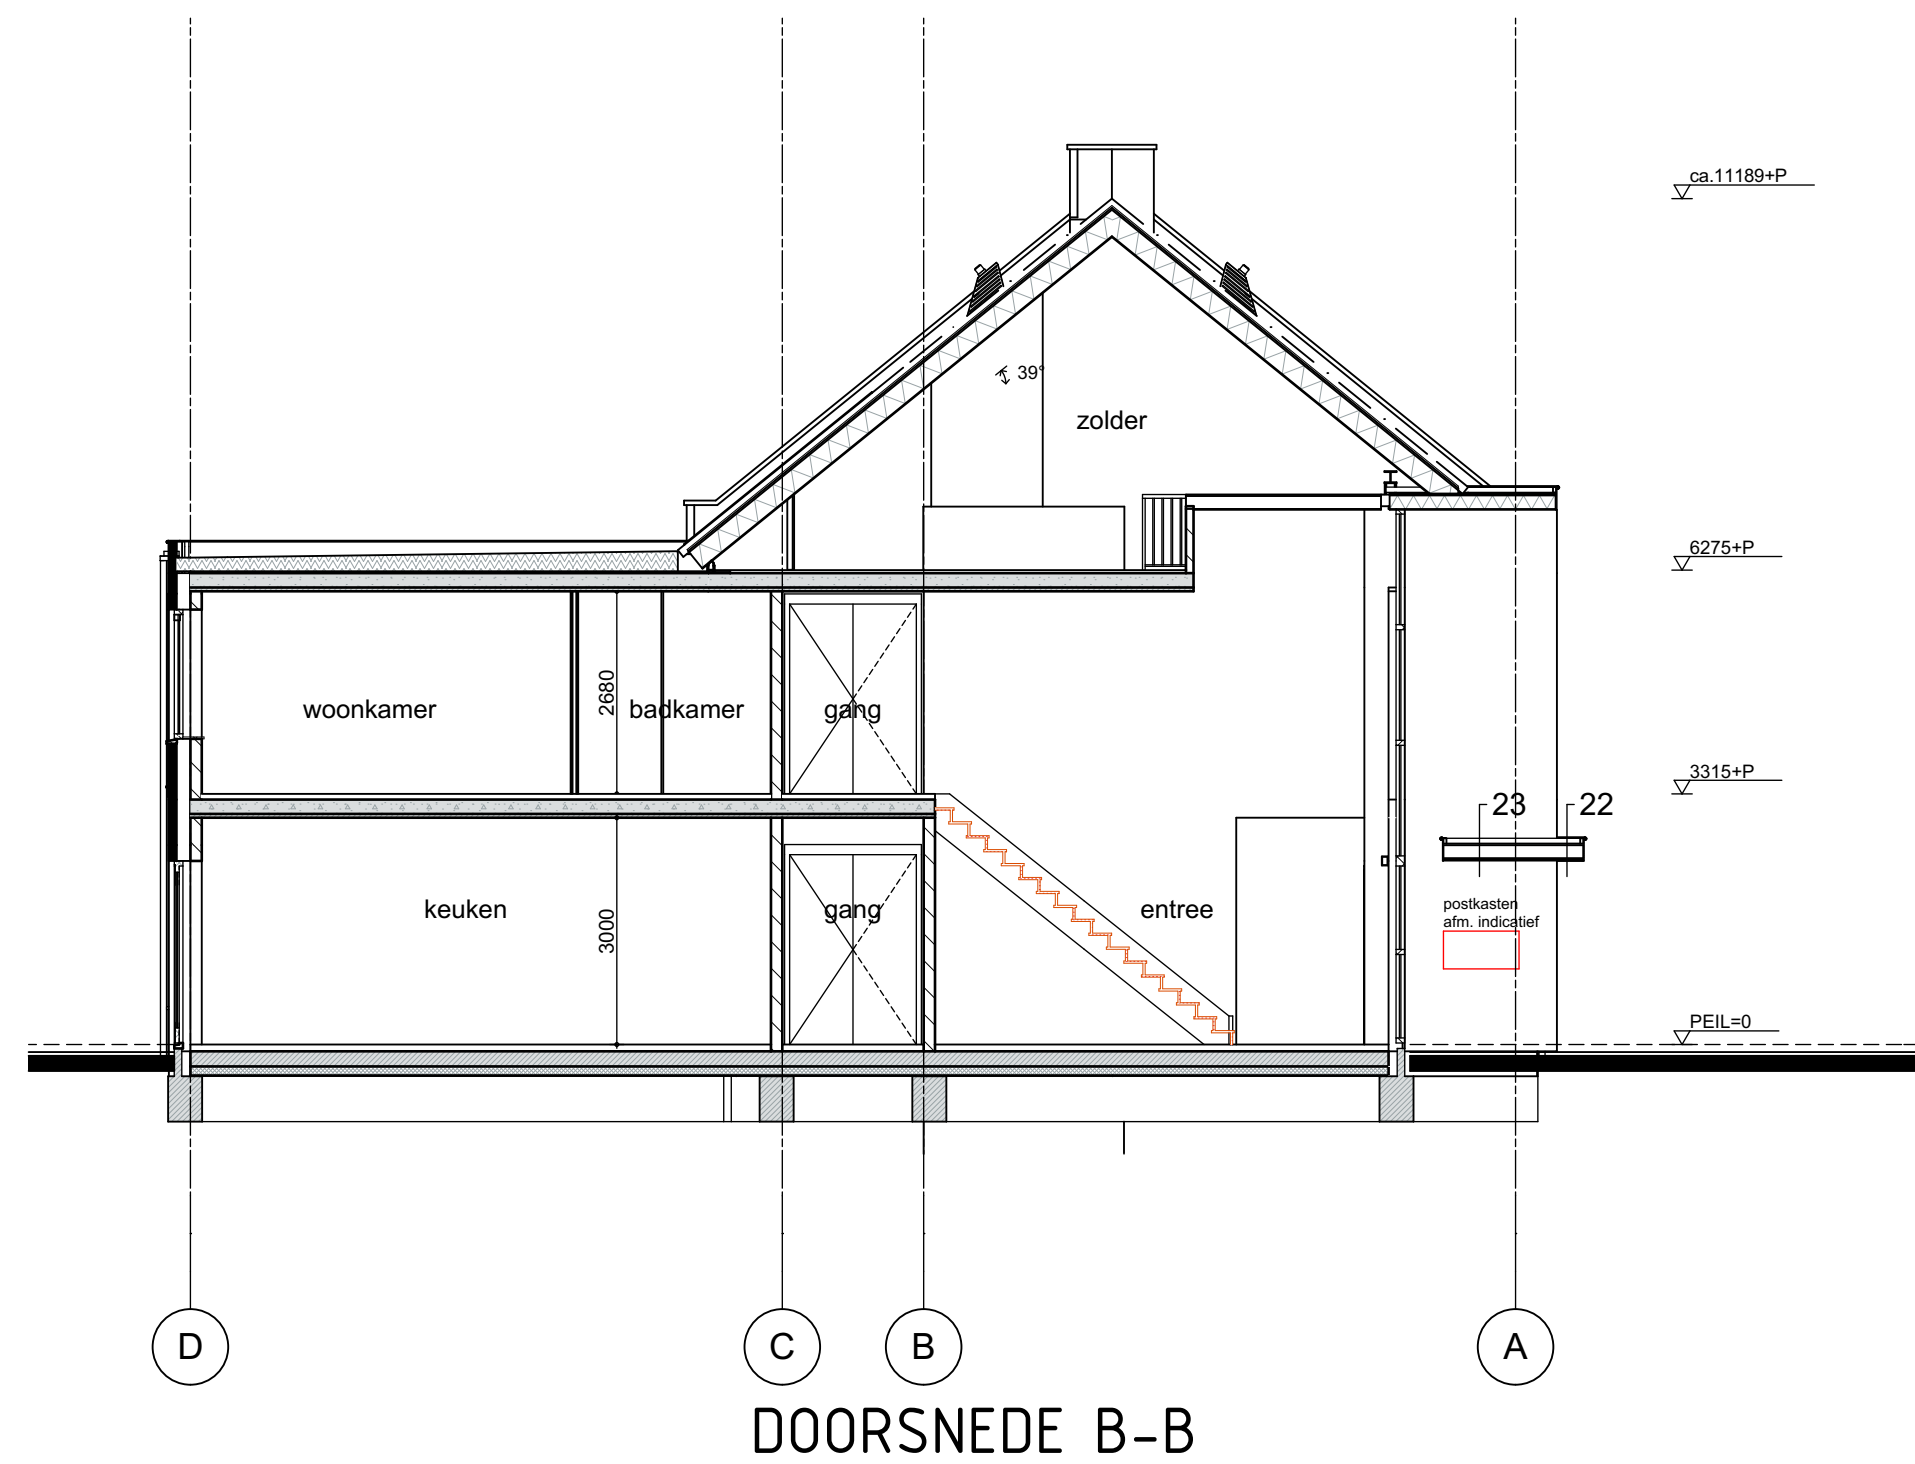 ca.11189+P
39°
zolder
6275+P
woonkamer
2680
badkamer
gang
3315+P
23
22
keuken
3000
gang
entree
postkasten
afm. indicatief
PEIL=0
D
C
B
A
DOORSNEDE B-B